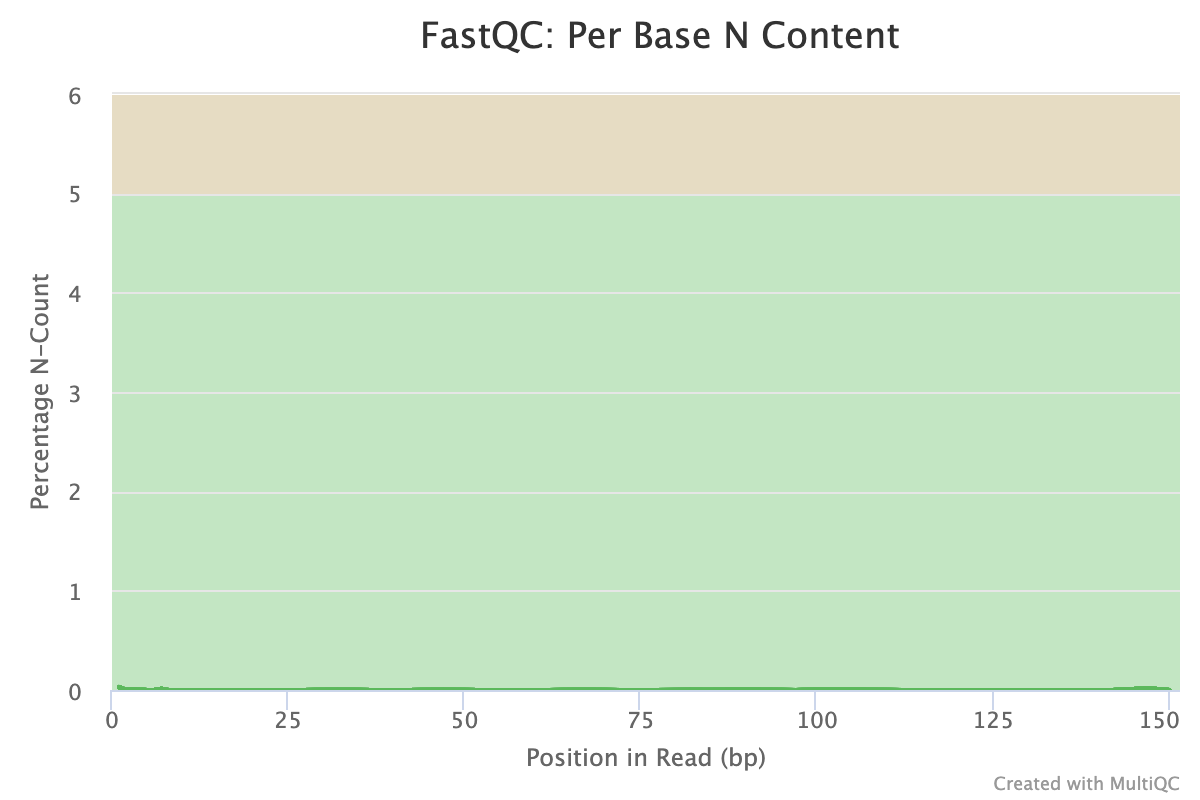 FastQC: Per Base N Content
6
5
4
3
2
1
0
Percentage N-Count
0 25 50 75 100 125 150
Position in Read (bp)
Created with MultiQC